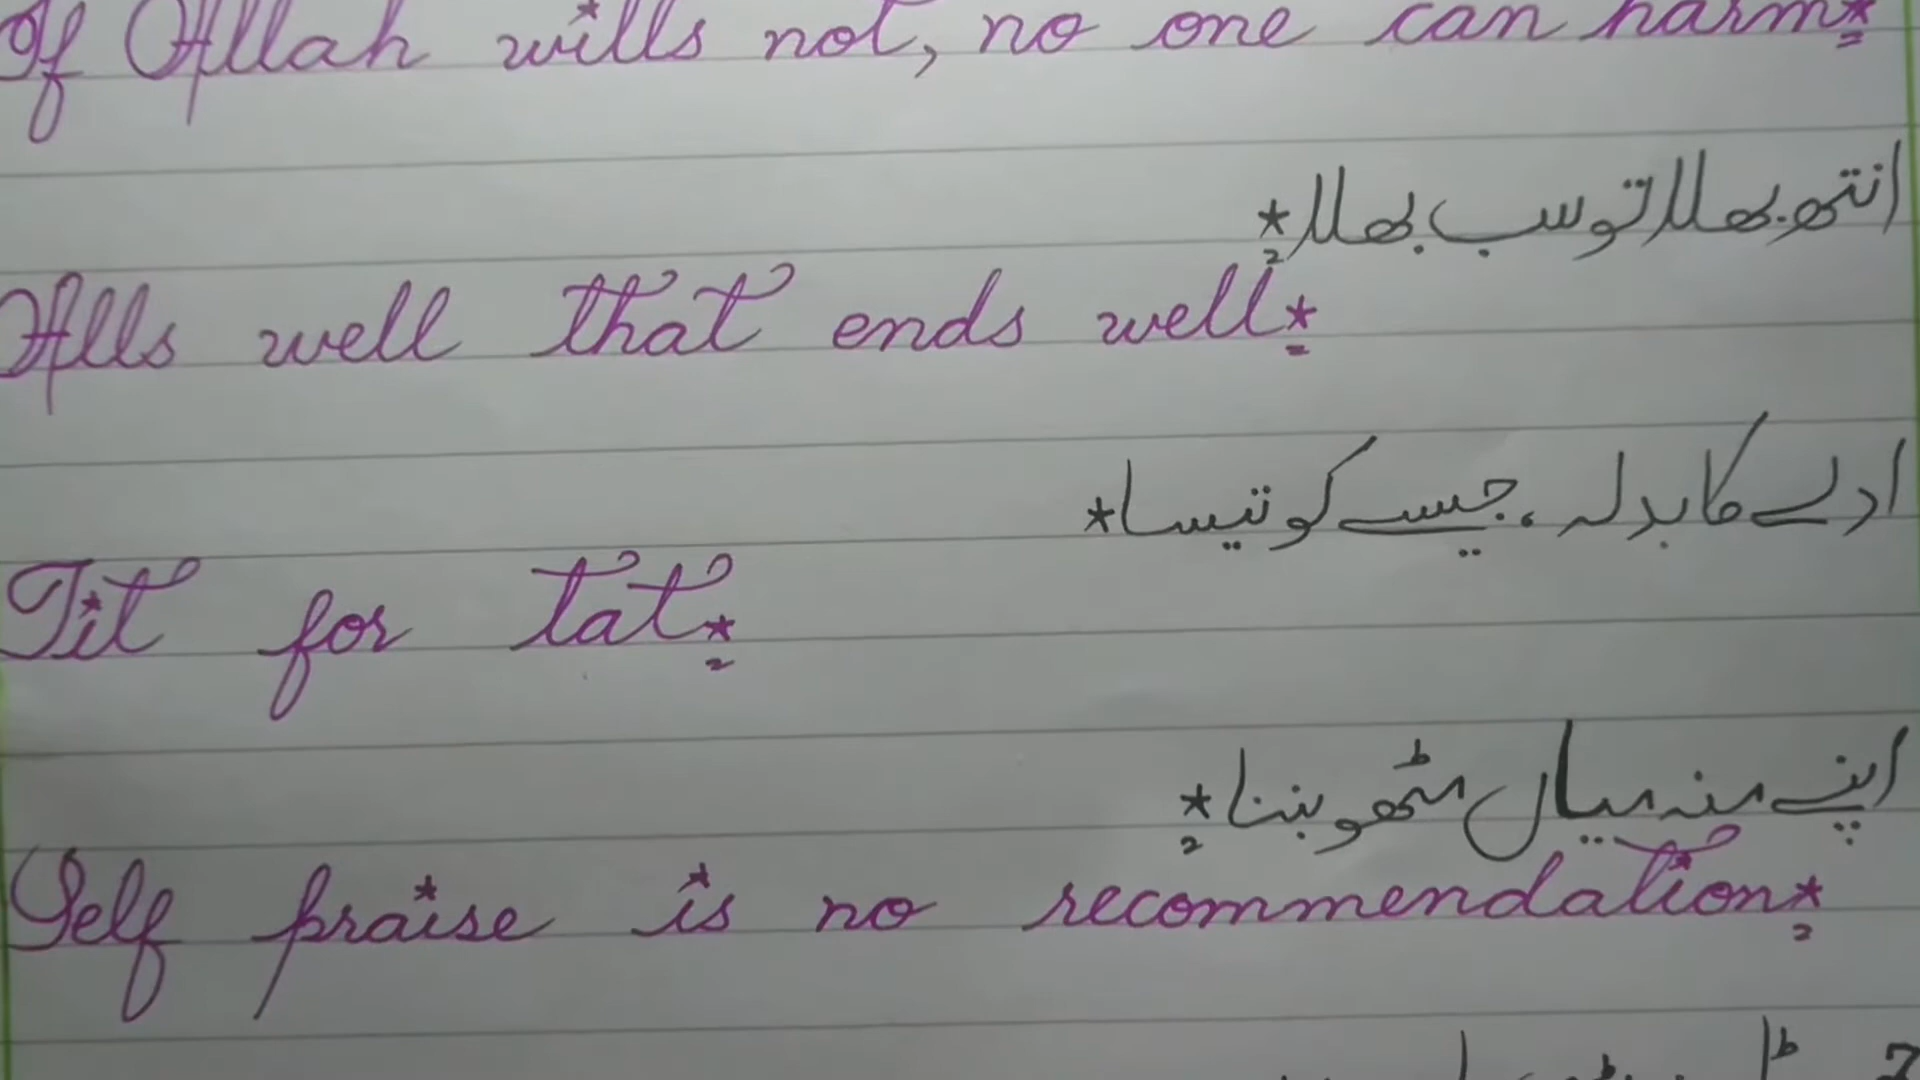 If Allah wills not, no one can harm
انتھ بھلا تو سب بھلا
Alls well that ends well
ادلے کا بدلہ، جیسے کو تیسا
Tit for tat
اپنے منہ میاں مٹھو بننا
Self praise is no recommendation